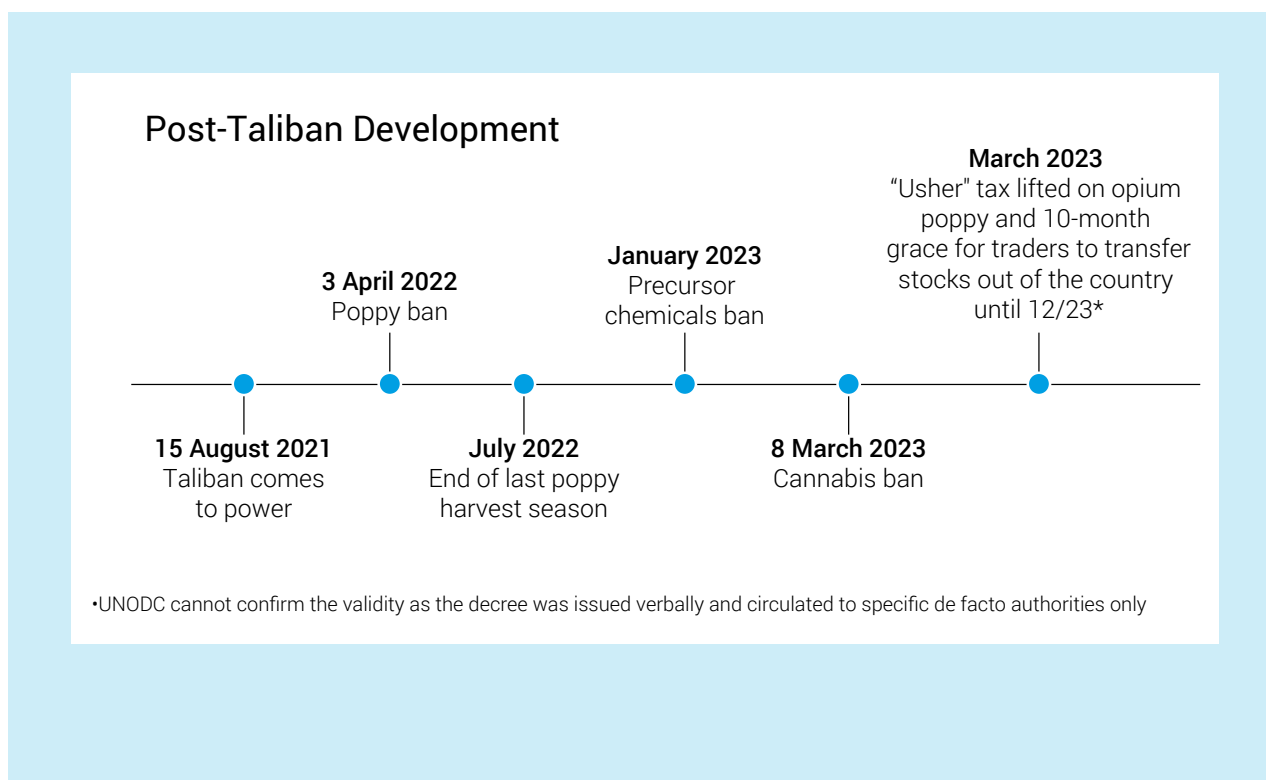 Post-Taliban Development
March 2023
“Usher" tax lifted on opium
poppy and 10-month
grace for traders to transfer
stocks out of the country
until 12/23*
January 2023
Precursor
chemicals ban
3 April 2022
Poppy ban
15 August 2021
Taliban comes
to power
July 2022
End of last poppy
harvest season
8 March 2023
Cannabis ban
•UNODC cannot confirm the validity as the decree was issued verbally and circulated to specific de facto authorities only